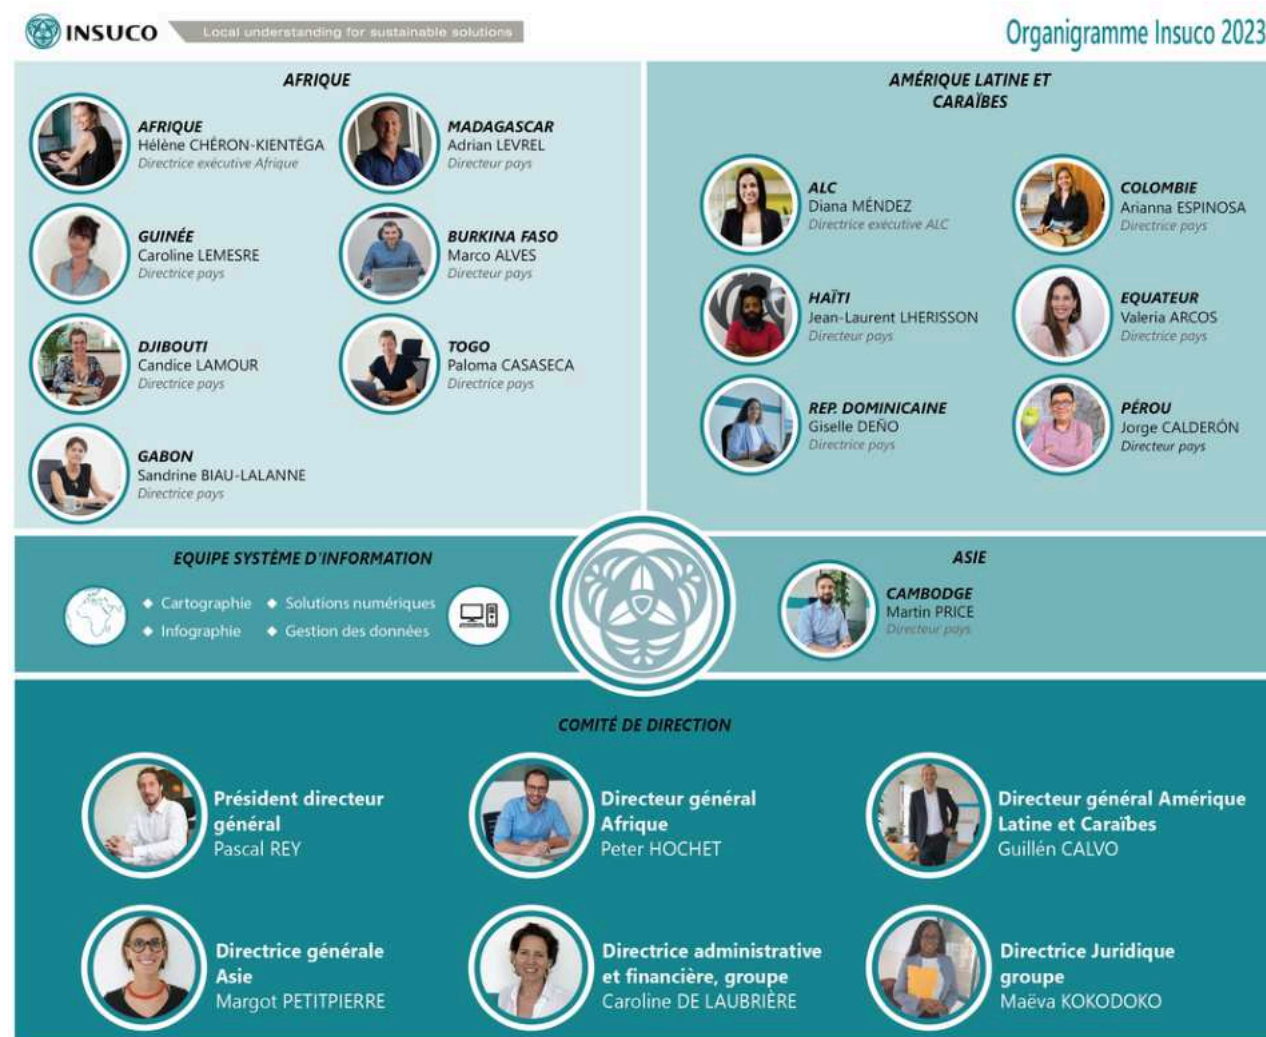 INSUCO
Local understanding for sustainable solutions
Organigramme Insuco 2023
AFRIQUE
AFRIQUE
Hélène CHÉRON-KIENTÉGA
Directrice exécutive Afrique
MADAGASCAR
Adrian LEVREL
Directeur pays
GUINÉE
Caroline LEMESRE
Directrice pays
BURKINA FASO
Marco ALVES
Directeur pays
DJIBOUTI
Candice LAMOUR
Directrice pays
TOGO
Paloma CASASECA
Directrice pays
GABON
Sandrine BIAU-LALANNE
Directrice pays
AMÉRIQUE LATINE ET
CARAÏBES
ALC
Diana MÉNDEZ
Directrice exécutive ALC
COLOMBIE
Arianna ESPINOSA
Directrice pays
HAÏTI
Jean-Laurent LHERISSON
Directeur pays
EQUATEUR
Valeria ARCOS
Directrice pays
REP. DOMINICAINE
Giselle DEÑO
Directrice pays
PÉROU
Jorge CALDERÓN
Directeur pays
EQUIPE SYSTÈME D'INFORMATION
◆ Cartographie ◆ Solutions numériques
◆ Infographie ◆ Gestion des données
ASIE
CAMBODGE
Martin PRICE
Directeur pays
COMITÉ DE DIRECTION
Président directeur
général
Pascal REY
Directeur général
Afrique
Peter HOCHET
Directeur général Amérique
Latine et Caraïbes
Guillén CALVO
Directrice générale
Asie
Margot PETITPIERRE
Directrice administrative
et financière, groupe
Caroline DE LAUBRIÈRE
Directrice Juridique
groupe
Maëva KOKODOKO